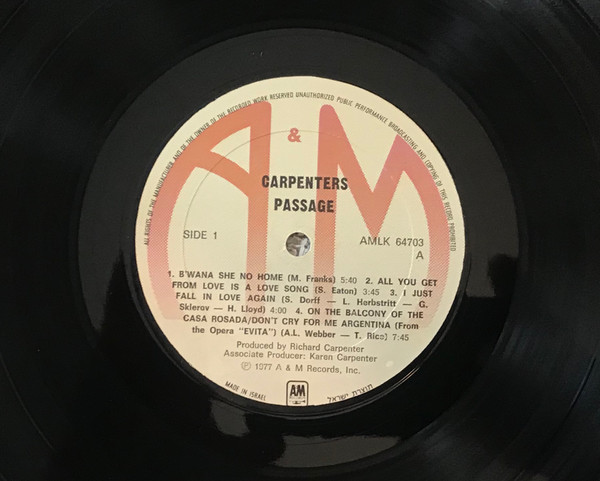 ALL RIGHTS OF THE MANUFACTURER AND OF THE OWNER OF THE RECORDED WORK RESERVED UNAUTHORIZED PUBLIC PERFORMANCE BROADCASTING AND COPYING OF THIS RECORD PROHIBITED
A & M
CARPENTERS
PASSAGE
SIDE 1
AMLK 64703
A
1. B'WANA SHE NO HOME (M. Franks) 5:40 2. ALL YOU GET
FROM LOVE IS A LOVE SONG (S. Eaton) 3:45 3. I JUST
FALL IN LOVE AGAIN (S. Dorff — L. Herbstritt — G.
Sklerov — H. Lloyd) 4:00 4. ON THE BALCONY OF THE
CASA ROSADA/DON'T CRY FOR ME ARGENTINA (From
the Opera "EVITA") (A.L. Webber — T. Rice) 7:45
Produced by Richard Carpenter
Associate Producer: Karen Carpenter
Ⓟ 1977 A & M Records, Inc.
MADE IN ISRAEL
AM
תוצרת ישראל